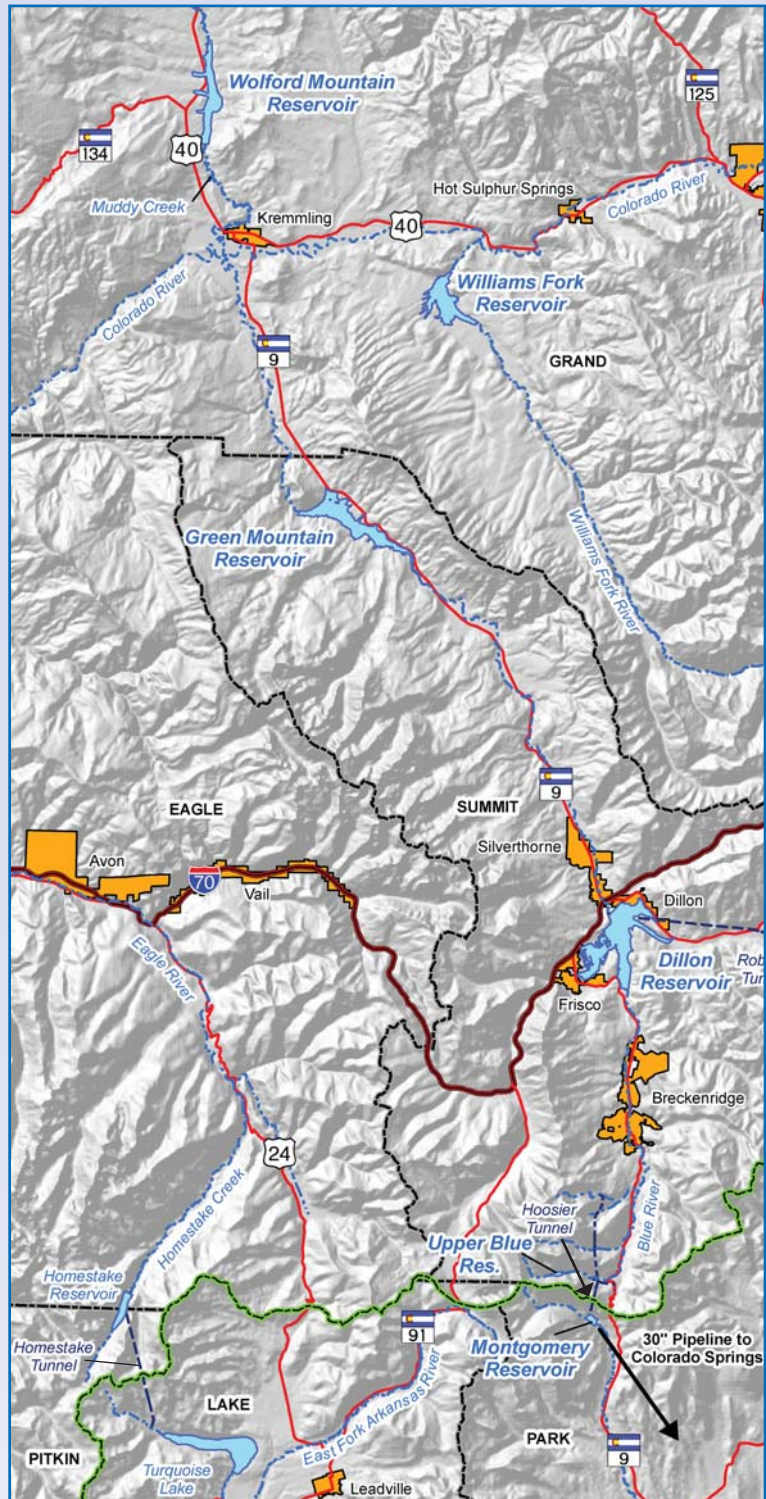 Wolford Mountain
Reservoir
125
134
40
Muddy Creek
Hot Sulphur Springs
Colorado River
Kremmling
40
Colorado River
Williams Fork
Reservoir
9
GRAND
Green Mountain
Reservoir
Williams Fork River
9
EAGLE
SUMMIT
Silverthorne
Avon
70
Vail
Dillon
Eagle River
Dillon
Reservoir
Rob
Tur
Frisco
Breckenridge
24
Homestake Creek
Hoosier
Tunnel
Blue River
Upper Blue
Res.
Homestake
Reservoir
91
30" Pipeline to
Colorado Springs
Homestake
Tunnel
Montgomery
Reservoir
LAKE
East Fork Arkansas River
PARK
PITKIN
9
Turquoise
Lake
Leadville